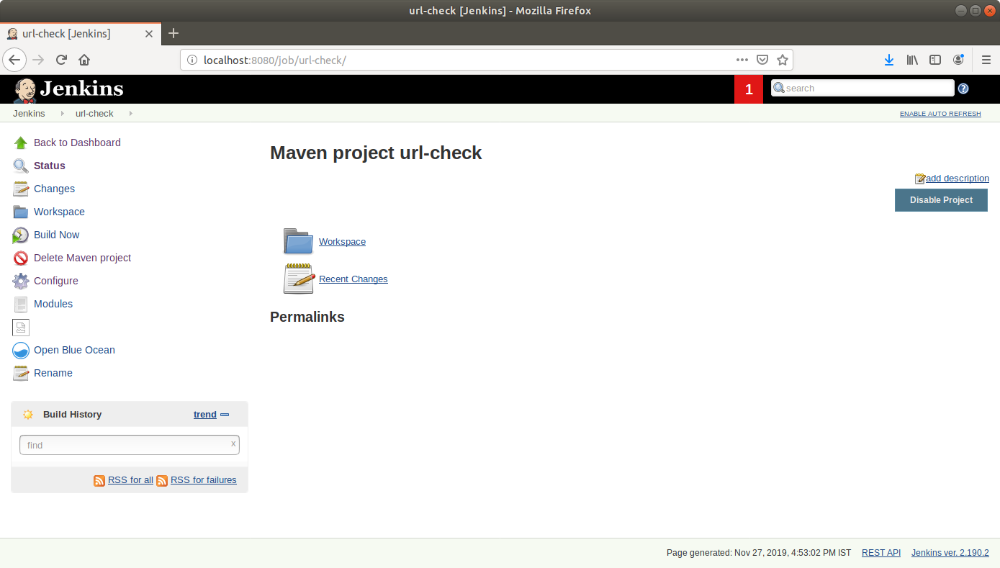 url-check [Jenkins] - Mozilla Firefox
url-check [Jenkins]
localhost:8080/job/url-check/
Jenkins
1
search
Jenkins url-check
ENABLE AUTO REFRESH
Back to Dashboard
Status
Changes
Workspace
Build Now
Delete Maven project
Configure
Modules
Open Blue Ocean
Rename
Build History trend
find x
RSS for all RSS for failures
Maven project url-check
add description
Disable Project
Workspace
Recent Changes
Permalinks
Page generated: Nov 27, 2019, 4:53:02 PM IST REST API Jenkins ver. 2.190.2